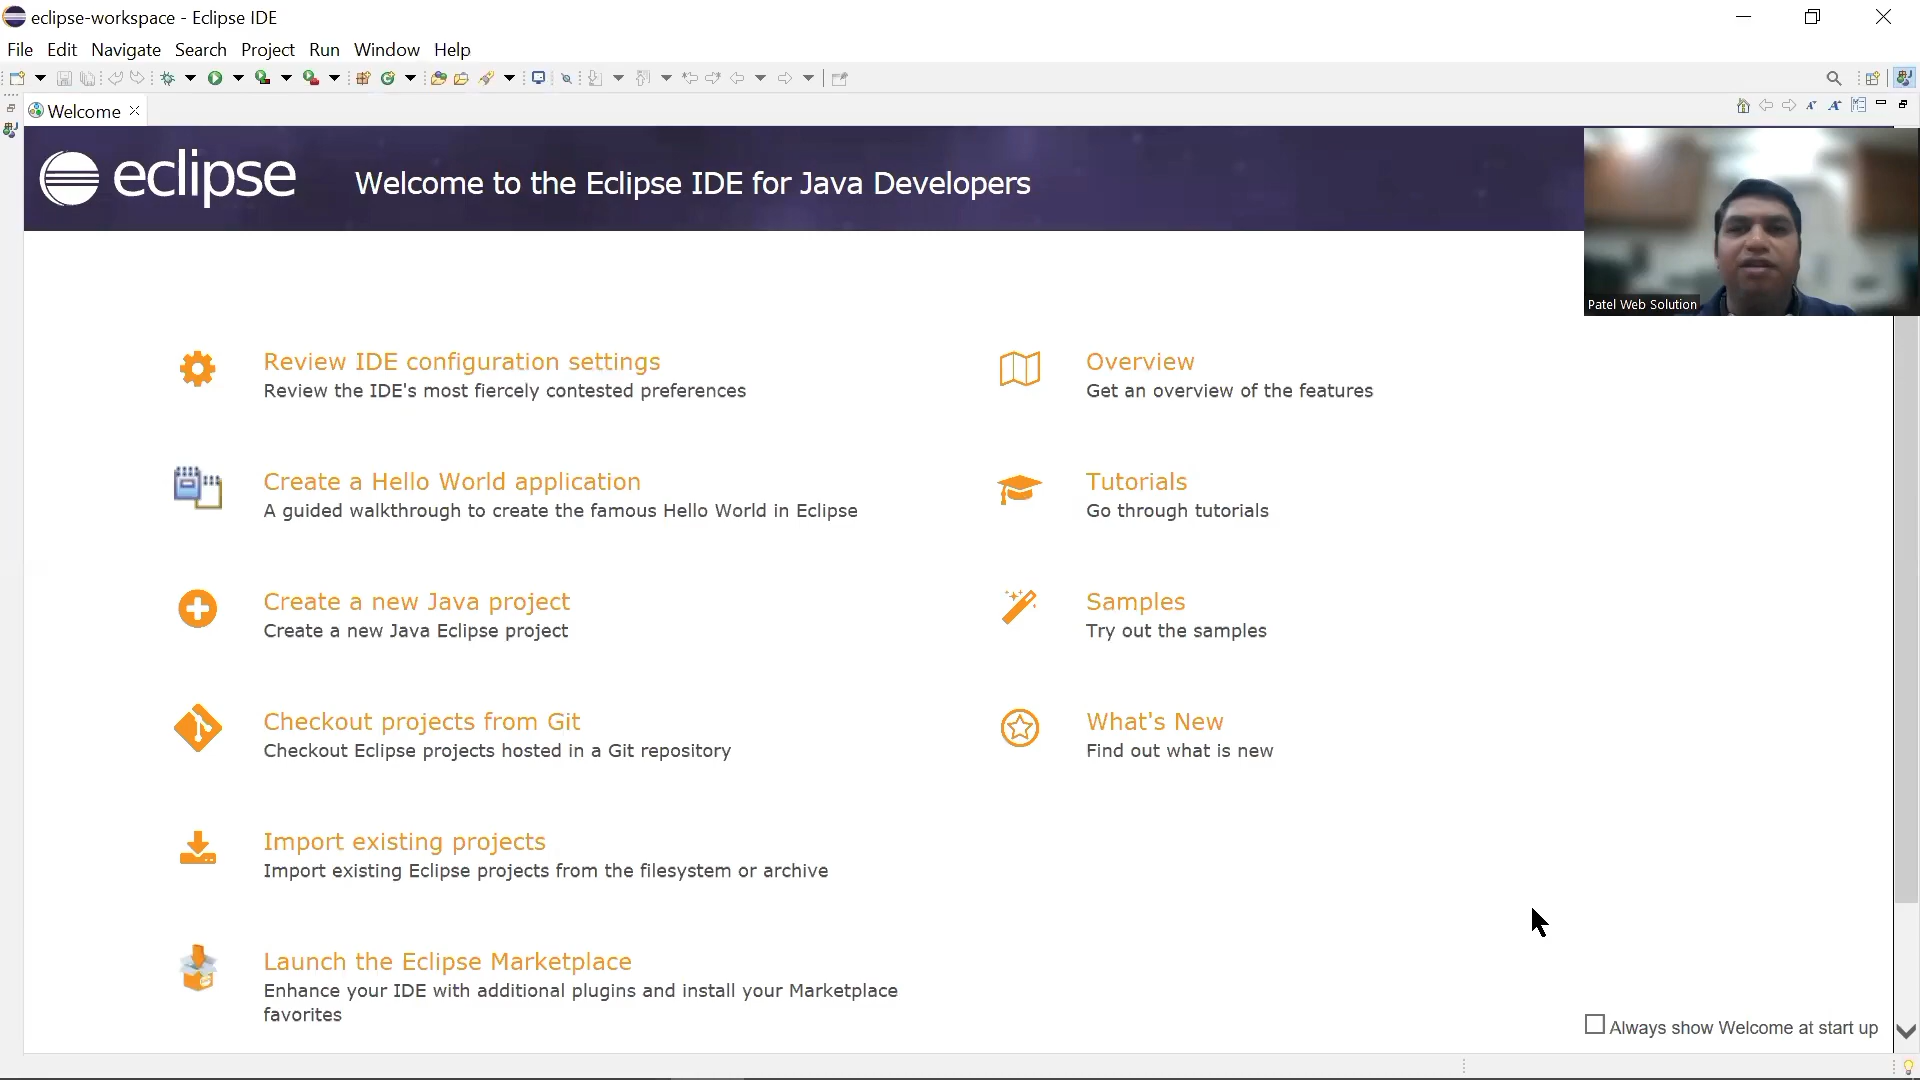 eclipse-workspace - Eclipse IDE
File Edit Navigate Search Project Run Window Help
Welcome
eclipse
Welcome to the Eclipse IDE for Java Developers
Patel Web Solution
Review IDE configuration settings
Review the IDE's most fiercely contested preferences
Overview
Get an overview of the features
Create a Hello World application
A guided walkthrough to create the famous Hello World in Eclipse
Tutorials
Go through tutorials
Create a new Java project
Create a new Java Eclipse project
Samples
Try out the samples
Checkout projects from Git
Checkout Eclipse projects hosted in a Git repository
What's New
Find out what is new
Import existing projects
Import existing Eclipse projects from the filesystem or archive
Launch the Eclipse Marketplace
Enhance your IDE with additional plugins and install your Marketplace
favorites
Always show Welcome at start up